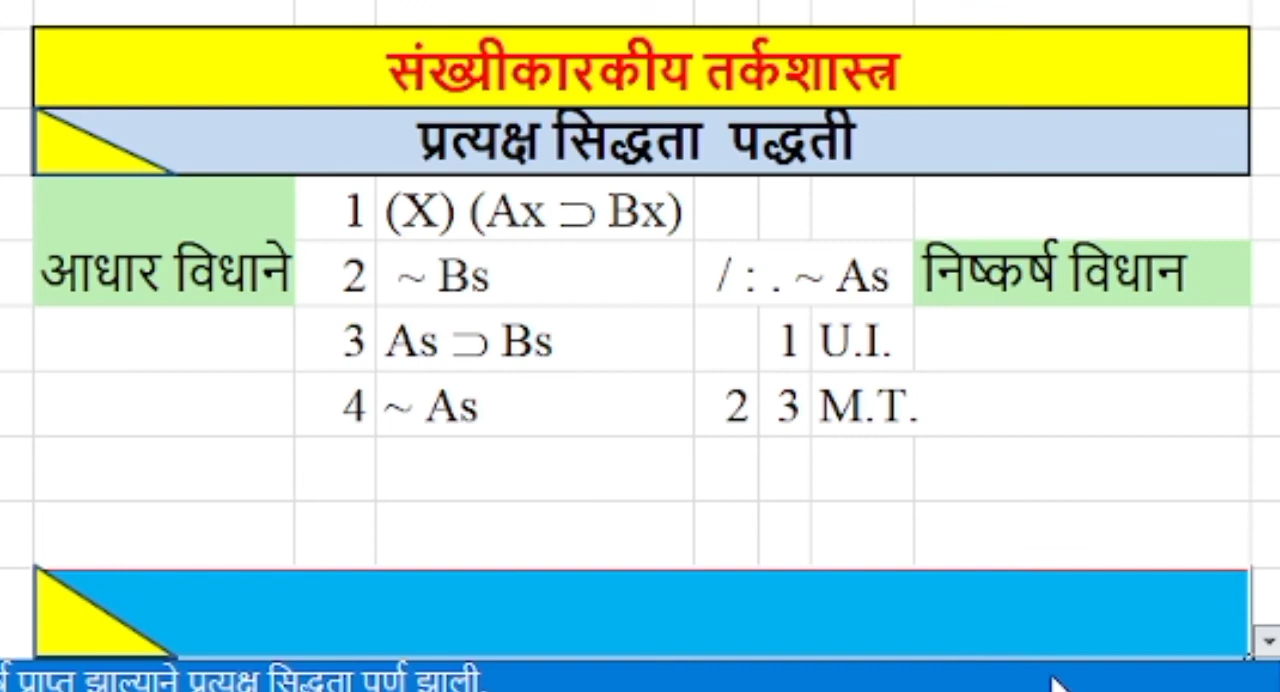 संख्यीकारकीय तर्कशास्त्र
प्रत्यक्ष सिद्धता पद्धती
1 (X) (Ax ⊃ Bx)
आधार विधाने 2 ~ Bs / : . ~ As निष्कर्ष विधान
3 As ⊃ Bs 1 U.I.
4 ~ As 2 3 M.T.
प्राप्त झाल्याने प्रत्यक्ष सिद्धता पूर्ण झाली.